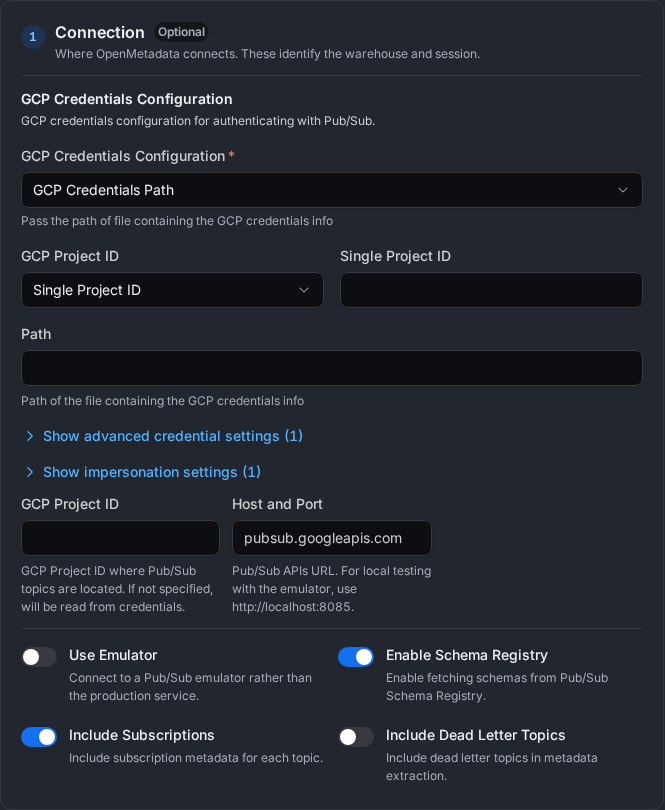 1 Connection Optional
Where OpenMetadata connects. These identify the warehouse and session.
GCP Credentials Configuration
GCP credentials configuration for authenticating with Pub/Sub.
GCP Credentials Configuration *
GCP Credentials Path
Pass the path of file containing the GCP credentials info
GCP Project ID
Single Project ID
Single Project ID
Path
Path of the file containing the GCP credentials info
Show advanced credential settings (1)
Show impersonation settings (1)
GCP Project ID
GCP Project ID where Pub/Sub
topics are located. If not specified,
will be read from credentials.
Host and Port
pubsub.googleapis.com
Pub/Sub APIs URL. For local testing
with the emulator, use
http://localhost:8085.
Use Emulator
Connect to a Pub/Sub emulator rather than
the production service.
Enable Schema Registry
Enable fetching schemas from Pub/Sub
Schema Registry.
Include Subscriptions
Include subscription metadata for each topic.
Include Dead Letter Topics
Include dead letter topics in metadata
extraction.